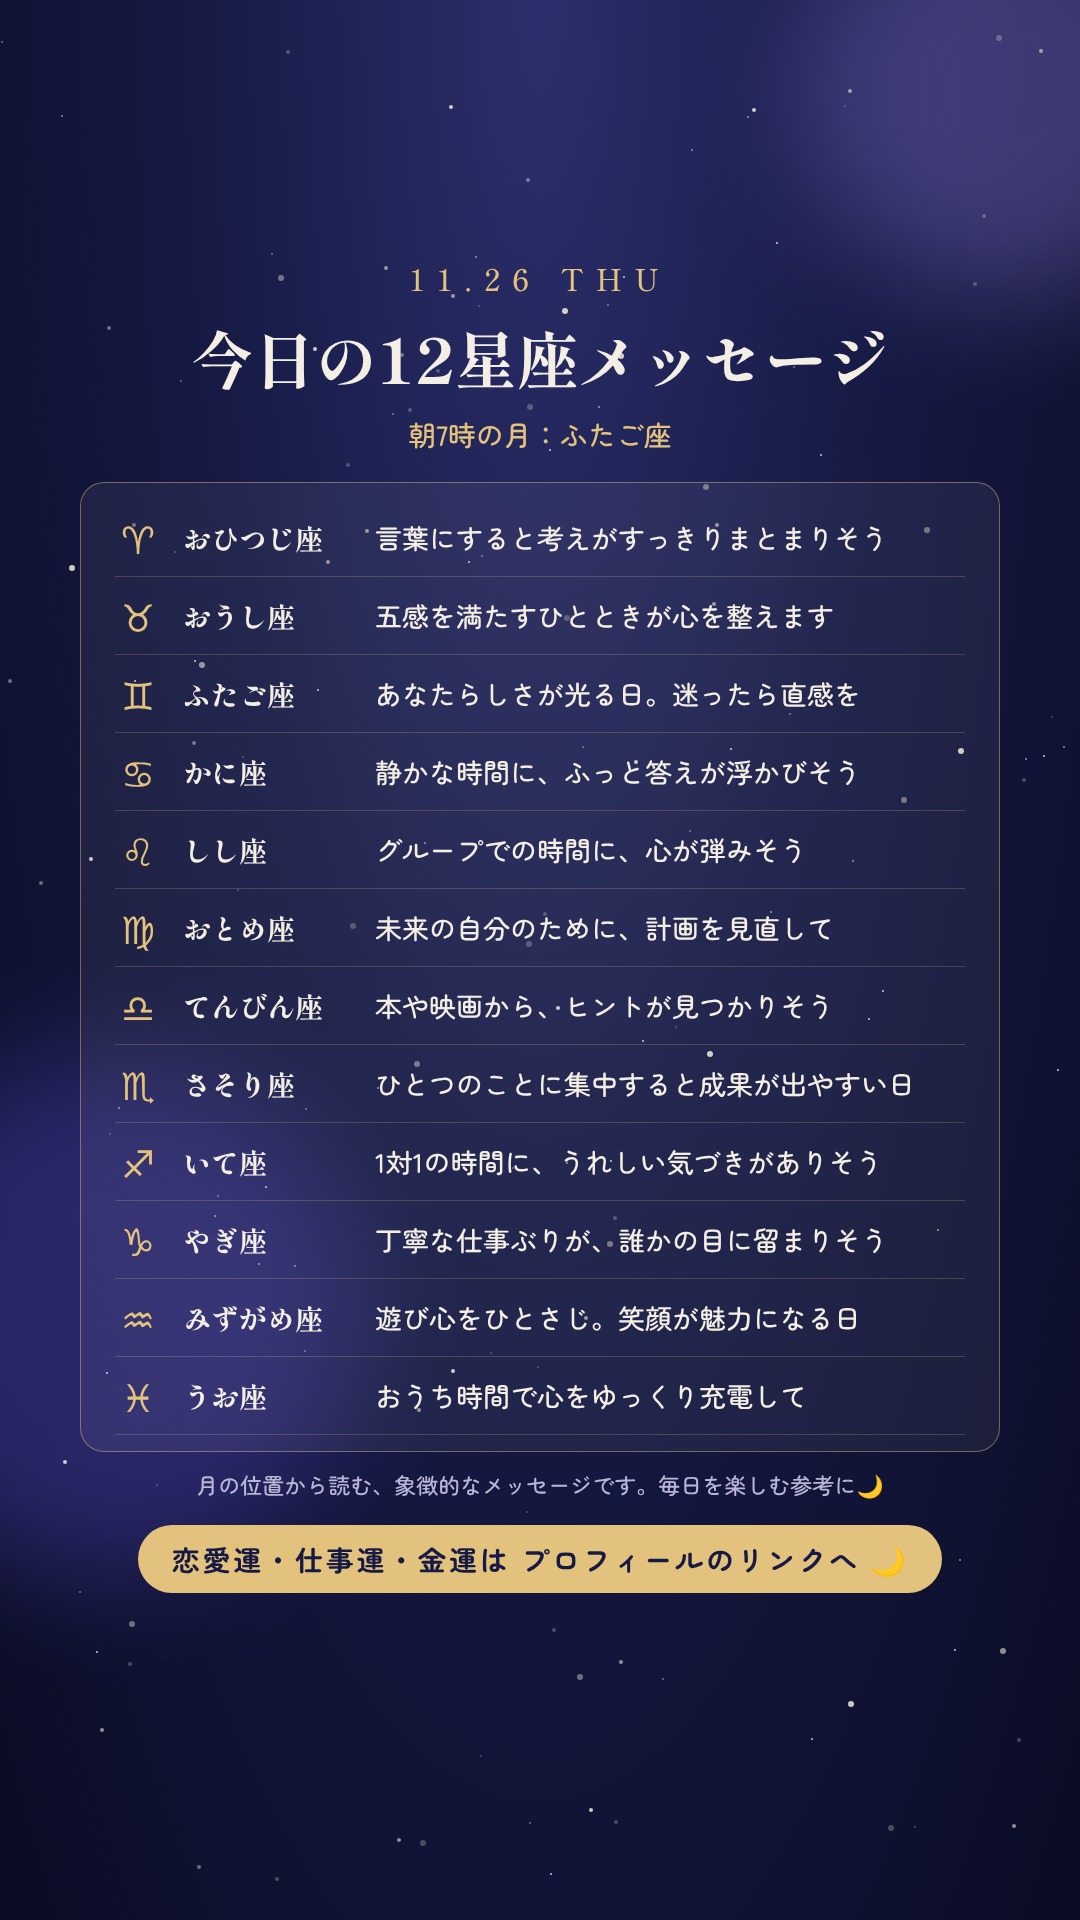 11.26 THU
今日の12星座メッセージ
朝7時の月：ふたご座
♈ おひつじ座 言葉にすると考えがすっきりまとまりそう
♉ おうし座 五感を満たすひとときが心を整えます
♊ ふたご座 あなたらしさが光る日。迷ったら直感を
♋ かに座 静かな時間に、ふっと答えが浮かびそう
♌ しし座 グループでの時間に、心が弾みそう
♍ おとめ座 未来の自分のために、計画を見直して
♎ てんびん座 本や映画から、ヒントが見つかりそう
♏ さそり座 ひとつのことに集中すると成果が出やすい日
♐ いて座 1対1の時間に、うれしい気づきがありそう
♑ やぎ座 丁寧な仕事ぶりが、誰かの目に留まりそう
♒ みずがめ座 遊び心をひとさじ。笑顔が魅力になる日
♓ うお座 おうち時間で心をゆっくり充電して
月の位置から読む、象徴的なメッセージです。毎日を楽しむ参考に🌙
恋愛運・仕事運・金運は プロフィールのリンクへ 🌙